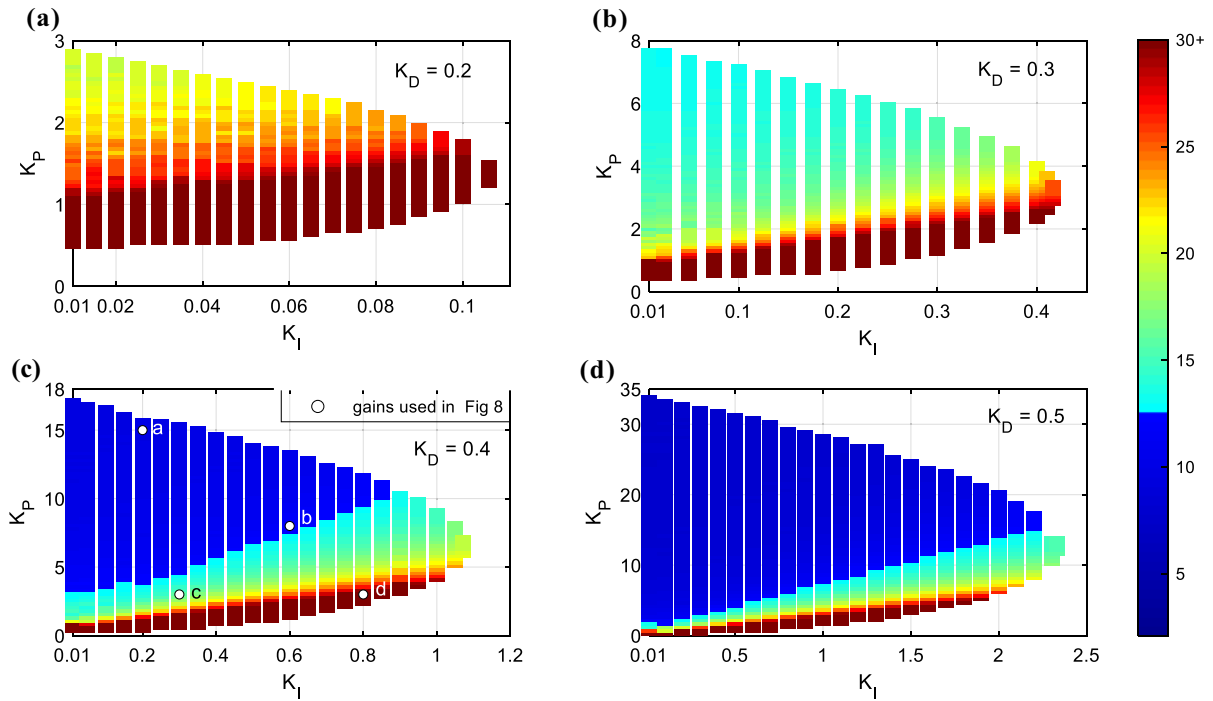 (a)
3
2
1
0
K_P
K_D = 0.2
0.01
0.02
0.04
0.06
0.08
0.1
K_I
(b)
8
6
4
2
0
K_P
K_D = 0.3
0.01
0.1
0.2
0.3
0.4
K_I
30+
25
20
15
10
5
(c)
18
15
10
5
0
K_P
gains used in Fig 8
K_D = 0.4
a
b
c
d
0.01
0.2
0.4
0.6
0.8
1
1.2
K_I
(d)
35
30
20
10
0
K_P
K_D = 0.5
0.01
0.5
1
1.5
2
2.5
K_I